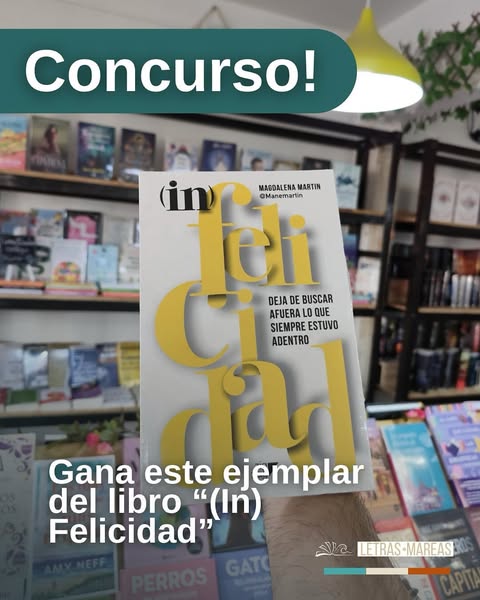 Concurso!
(in)
MAGDALENA MARTIN
@Manemartin
feli
ci
dad
DEJA DE BUSCAR
AFUERA LO QUE
SIEMPRE ESTUVO
ADENTRO
Gana este ejemplar
del libro “(In)
Felicidad”
LETRAS-MAREAS
AMY NEFF
PERROS
GATO